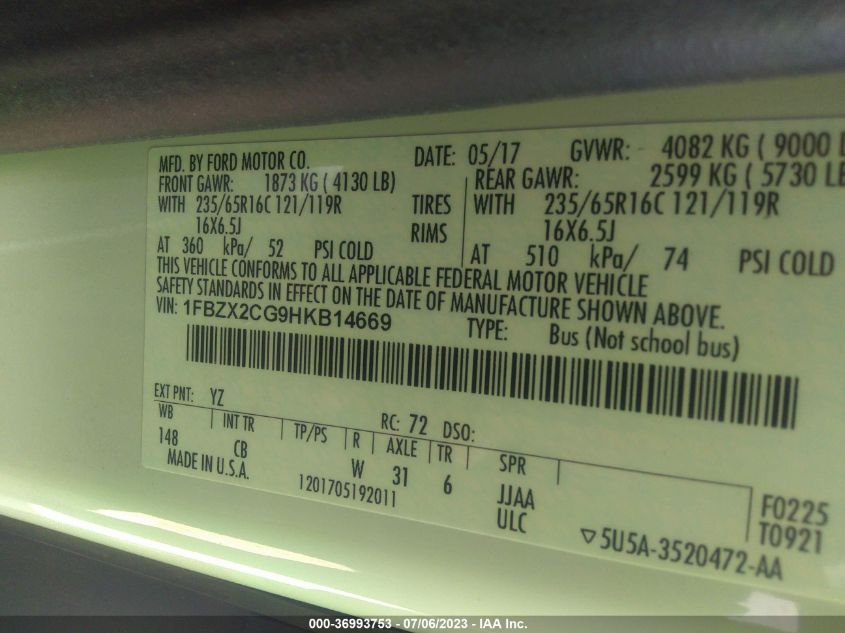 MFD. BY FORD MOTOR CO. DATE: 05/17 GVWR: 4082 KG ( 9000
FRONT GAWR: 1873 KG ( 4130 LB) REAR GAWR: 2599 KG ( 5730 LB
WITH 235/65R16C 121/119R TIRES WITH 235/65R16C 121/119R
16X6.5J RIMS 16X6.5J
AT 360 kPa/ 52 PSI COLD AT 510 kPa/ 74 PSI COLD
THIS VEHICLE CONFORMS TO ALL APPLICABLE FEDERAL MOTOR VEHICLE
SAFETY STANDARDS IN EFFECT ON THE DATE OF MANUFACTURE SHOWN ABOVE.
VIN: 1FBZX2CG9HKB14669 TYPE: Bus (Not school bus)
EXT PNT: YZ RC: 72 DSO:
WB INT TR TP/PS R AXLE TR SPR
148 CB W 31 6 JJAA F0225
MADE IN U.S.A. 1201705192011 ULC ▽5U5A-3520472-AA T0921
000-36993753 - 07/06/2023 - IAA Inc.